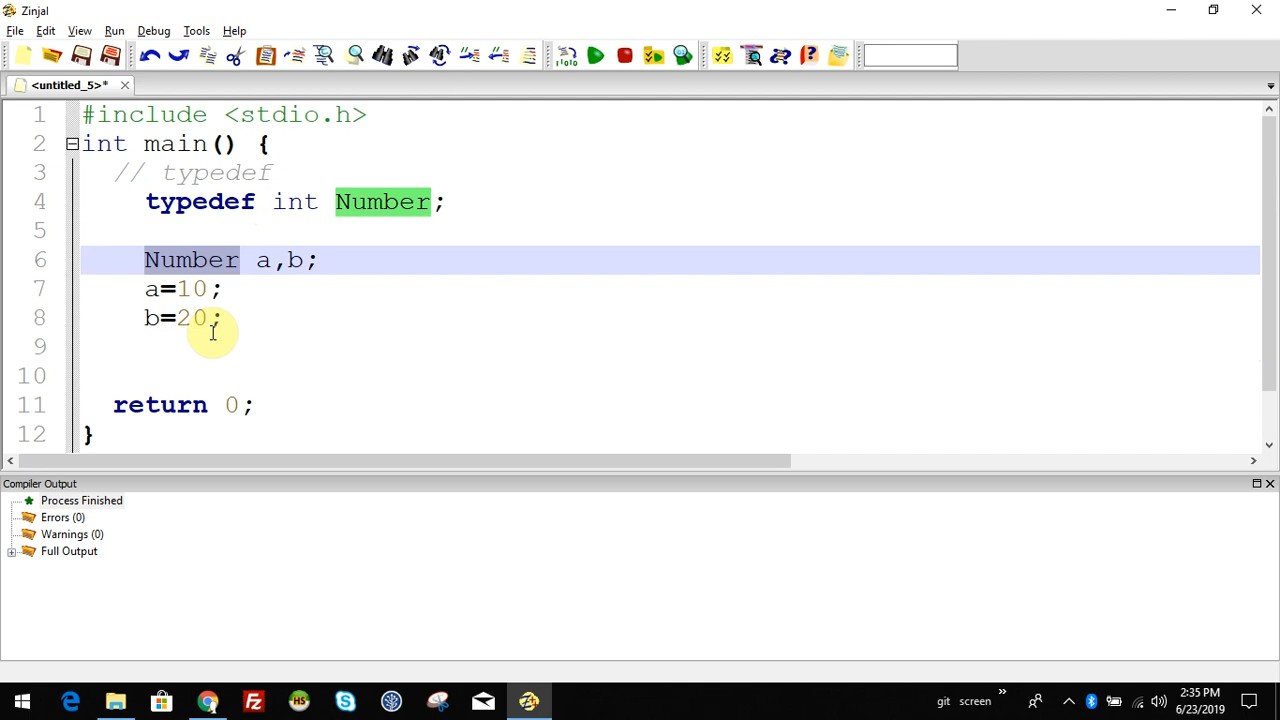 Zinjal
File Edit View Run Debug Tools Help
<untitled_5>*
1 #include <stdio.h>
2 int main() {
3 // typedef
4 typedef int Number;
5
6 Number a,b;
7 a=10;
8 b=20;
9
10
11 return 0;
12 }
Compiler Output
Process Finished
Errors (0)
Warnings (0)
Full Output
git screen
2:35 PM
6/23/2019